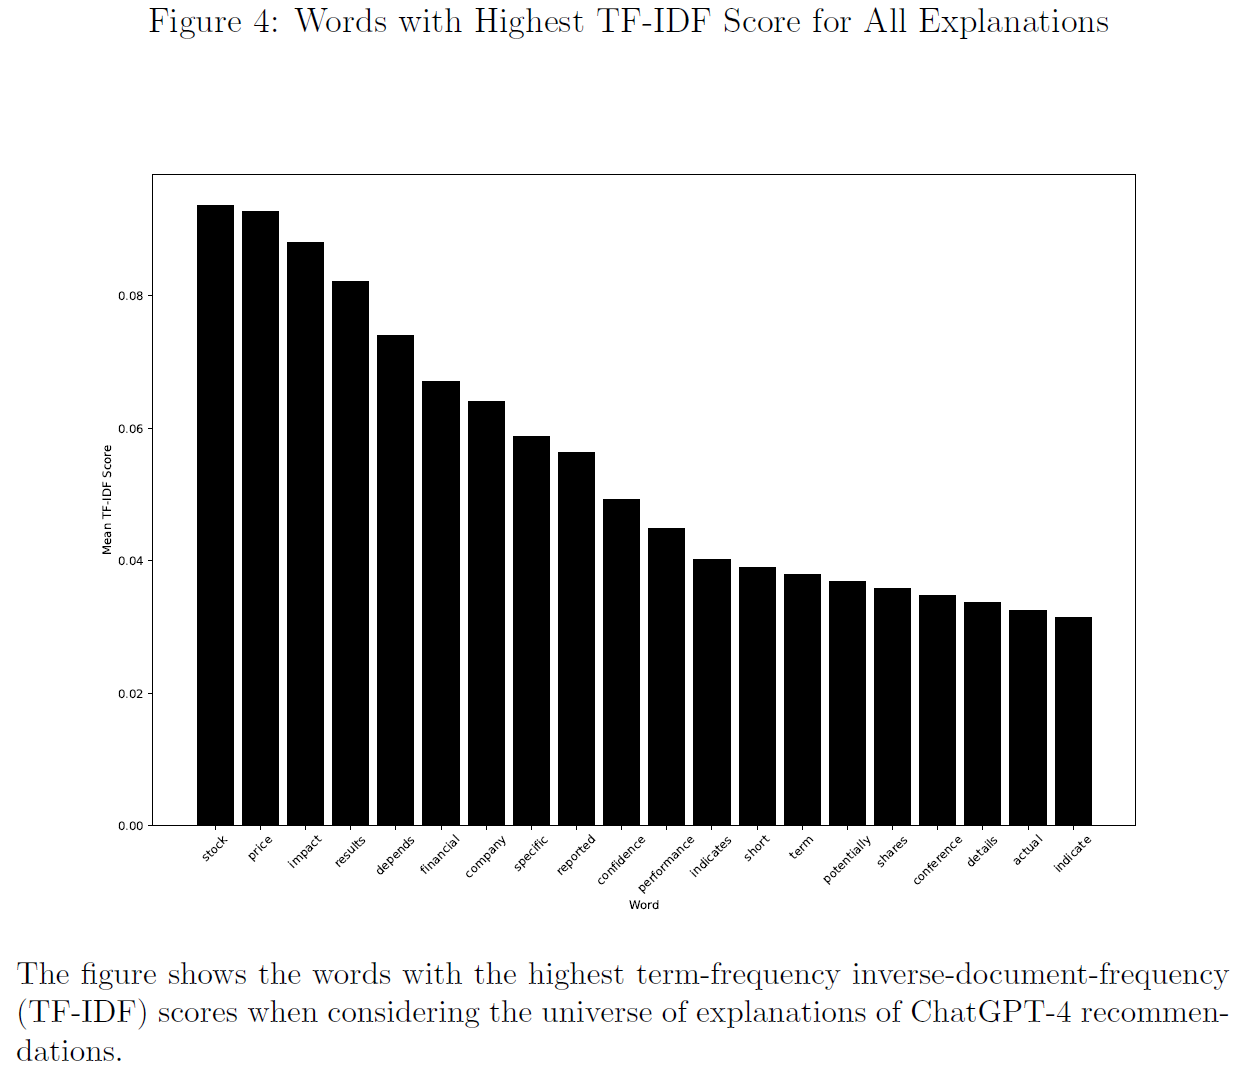 Figure 4: Words with Highest TF-IDF Score for All Explanations
0.08
0.06
0.04
0.02
0.00
Mean TF-IDF Score
stock
price
impact
results
depends
financial
company
specific
reported
confidence
performance
indicates
short
term
potentially
shares
conference
details
actual
indicate
Word
The figure shows the words with the highest term-frequency inverse-document-frequency
(TF-IDF) scores when considering the universe of explanations of ChatGPT-4 recommen-
dations.